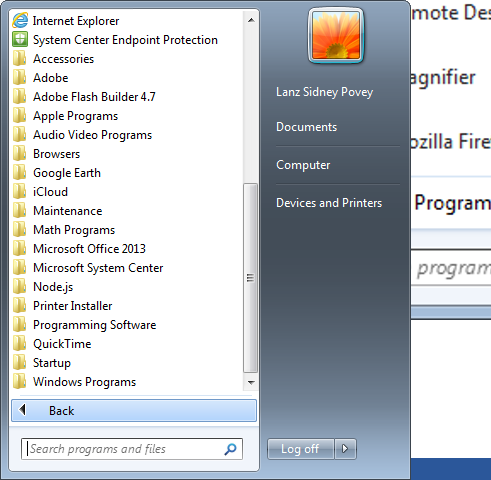 Internet Explorer
System Center Endpoint Protection
Accessories
Adobe
Adobe Flash Builder 4.7
Apple Programs
Audio Video Programs
Browsers
Google Earth
iCloud
Maintenance
Math Programs
Microsoft Office 2013
Microsoft System Center
Node.js
Printer Installer
Programming Software
QuickTime
Startup
Windows Programs
Back
Search programs and files
Lanz Sidney Povey
Documents
Computer
Devices and Printers
Log off
mote Des
agnifier
ozilla Fire
Program
program